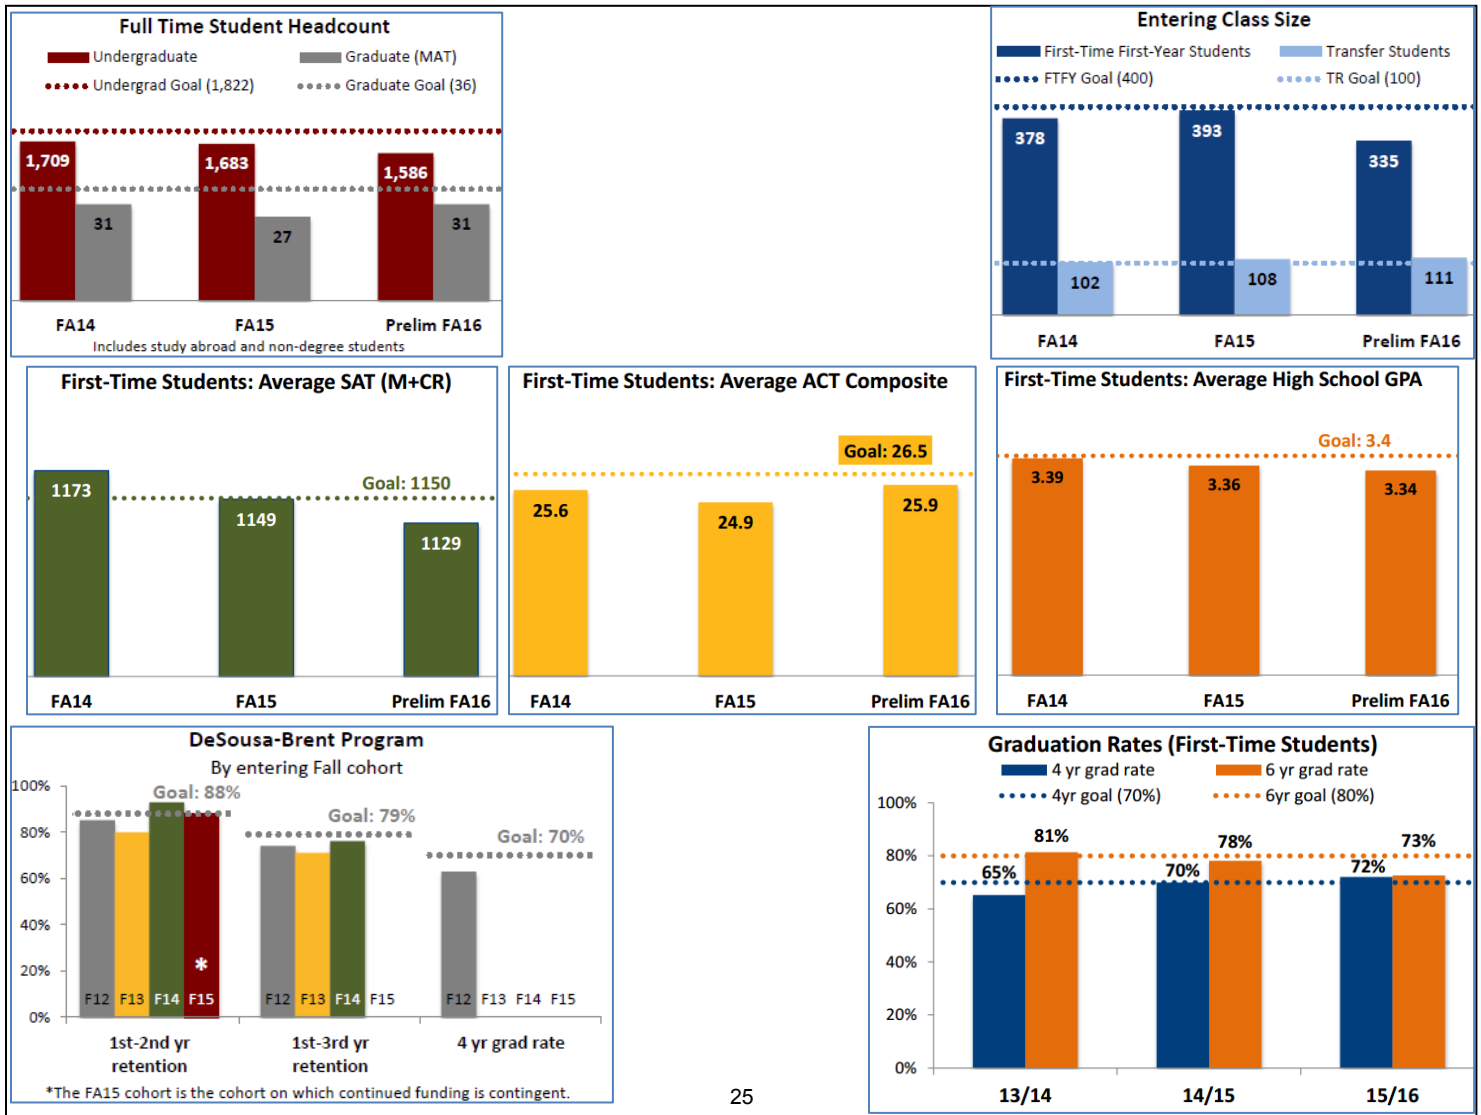 Full Time Student Headcount
Undergraduate
Graduate (MAT)
Undergrad Goal (1,822)
Graduate Goal (36)
1,709
31
1,683
27
1,586
31
FA14
FA15
Prelim FA16
Includes study abroad and non-degree students
Entering Class Size
First-Time First-Year Students
Transfer Students
FTFY Goal (400)
TR Goal (100)
378
102
393
108
335
111
FA14
FA15
Prelim FA16
First-Time Students: Average SAT (M+CR)
Goal: 1150
1173
1149
1129
FA14
FA15
Prelim FA16
First-Time Students: Average ACT Composite
Goal: 26.5
25.6
24.9
25.9
FA14
FA15
Prelim FA16
First-Time Students: Average High School GPA
Goal: 3.4
3.39
3.36
3.34
FA14
FA15
Prelim FA16
DeSousa-Brent Program
By entering Fall cohort
100%
80%
60%
40%
20%
0%
Goal: 88%
Goal: 79%
Goal: 70%
*
F12 F13 F14 F15
F12 F13 F14 F15
F12 F13 F14 F15
1st-2nd yr
retention
1st-3rd yr
retention
4 yr grad rate
*The FA15 cohort is the cohort on which continued funding is contingent.
25
Graduation Rates (First-Time Students)
4 yr grad rate
6 yr grad rate
4yr goal (70%)
6yr goal (80%)
100%
80%
60%
40%
20%
0%
65%
81%
70%
78%
72%
73%
13/14
14/15
15/16